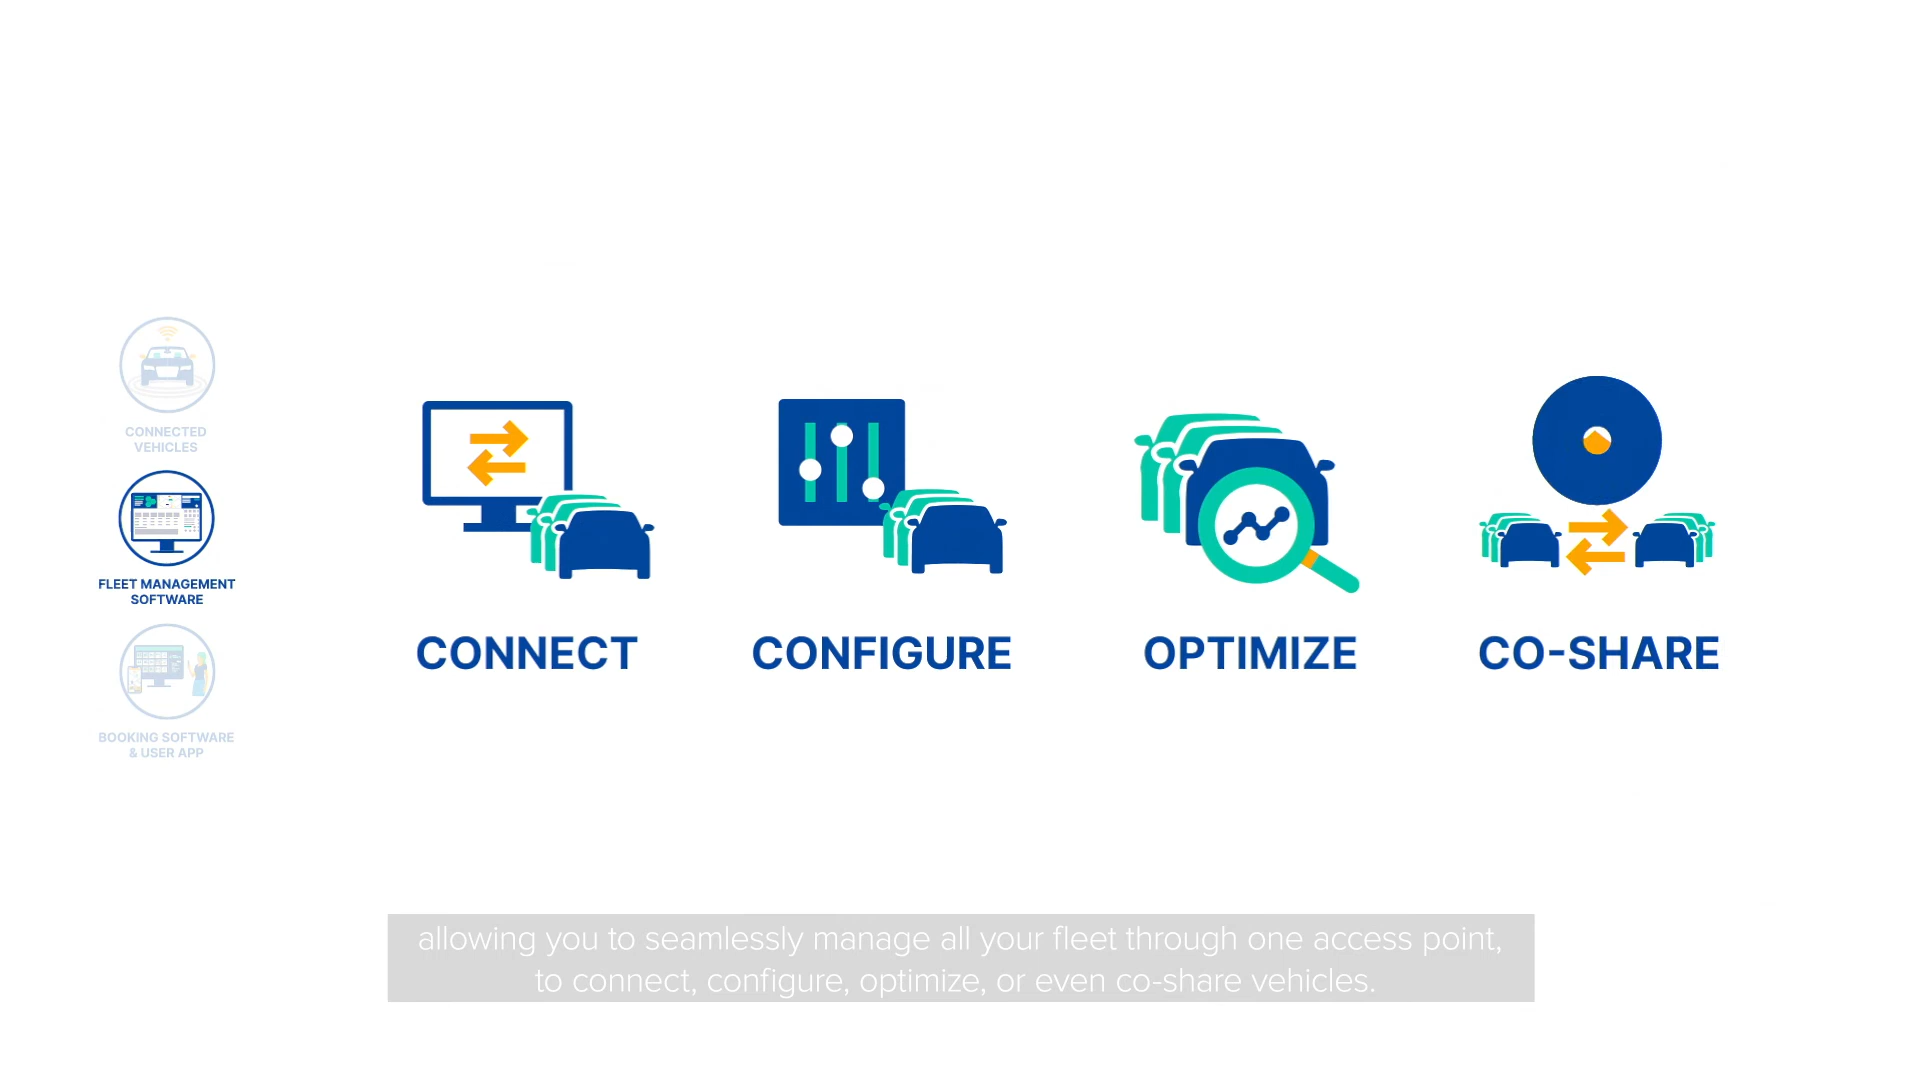 CONNECTED
VEHICLES
FLEET MANAGEMENT
SOFTWARE
BOOKING SOFTWARE
& USER APP
CONNECT
CONFIGURE
OPTIMIZE
CO-SHARE
allowing you to seamlessly manage all your fleet through one access point,
to connect, configure, optimize, or even co-share vehicles.